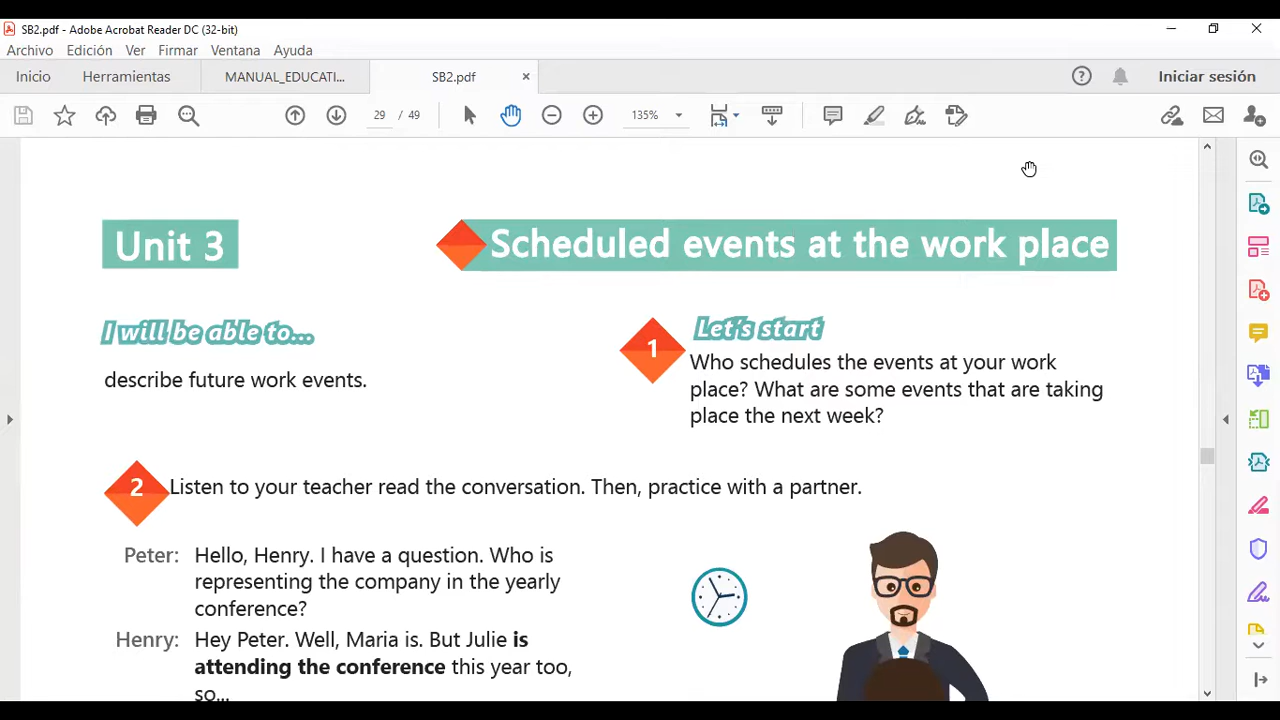 SB2.pdf - Adobe Acrobat Reader DC (32-bit)
Archivo Edición Ver Firmar Ventana Ayuda
Inicio Herramientas MANUAL_EDUCATI... SB2.pdf × Iniciar sesión
29 / 49 135%
Unit 3
Scheduled events at the work place
I will be able to...
describe future work events.
1 Let's start
Who schedules the events at your work
place? What are some events that are taking
place the next week?
2 Listen to your teacher read the conversation. Then, practice with a partner.
Peter: Hello, Henry. I have a question. Who is
representing the company in the yearly
conference?
Henry: Hey Peter. Well, Maria is. But Julie is
attending the conference this year too,
so...